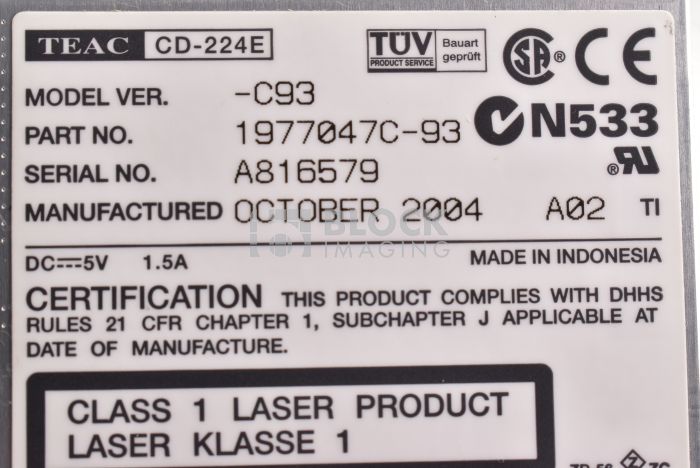 TEAC CD-224E
TÜV PRODUCT SERVICE Bauart geprüft
SA ® CE
MODEL VER. -C93
PART NO. 1977047C-93 N533
® RU
SERIAL NO. A816579
MANUFACTURED OCTOBER 2004 A02 TI
BLOCK IMAGING
DC⎓5V 1.5A MADE IN INDONESIA
CERTIFICATION THIS PRODUCT COMPLIES WITH DHHS
RULES 21 CFR CHAPTER 1, SUBCHAPTER J APPLICABLE AT
DATE OF MANUFACTURE.
CLASS 1 LASER PRODUCT
LASER KLASSE 1